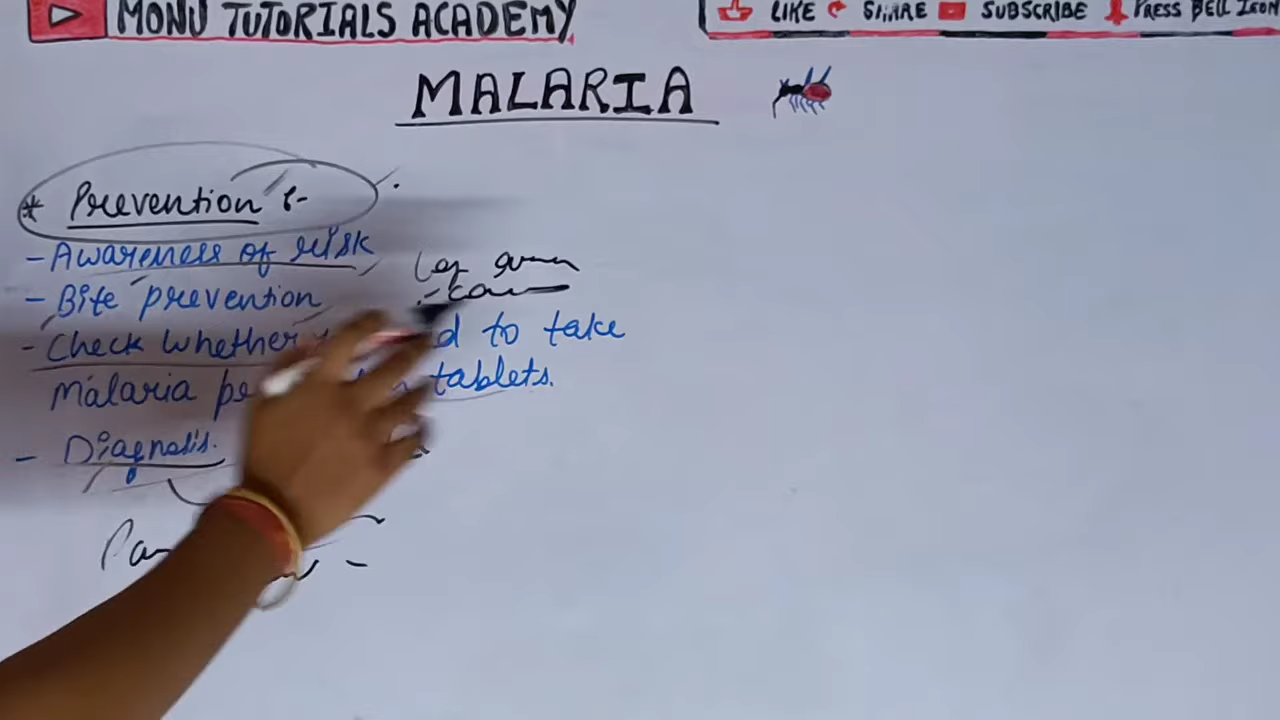 MONU TUTORIALS ACADEMY
LIKE SHARE SUBSCRIBE PRESS BELL ICON
MALARIA
* Prevention :-
- Awareness of risk
- Bite prevention
- Check whether to take
malaria tablets.
- Diagnosis.